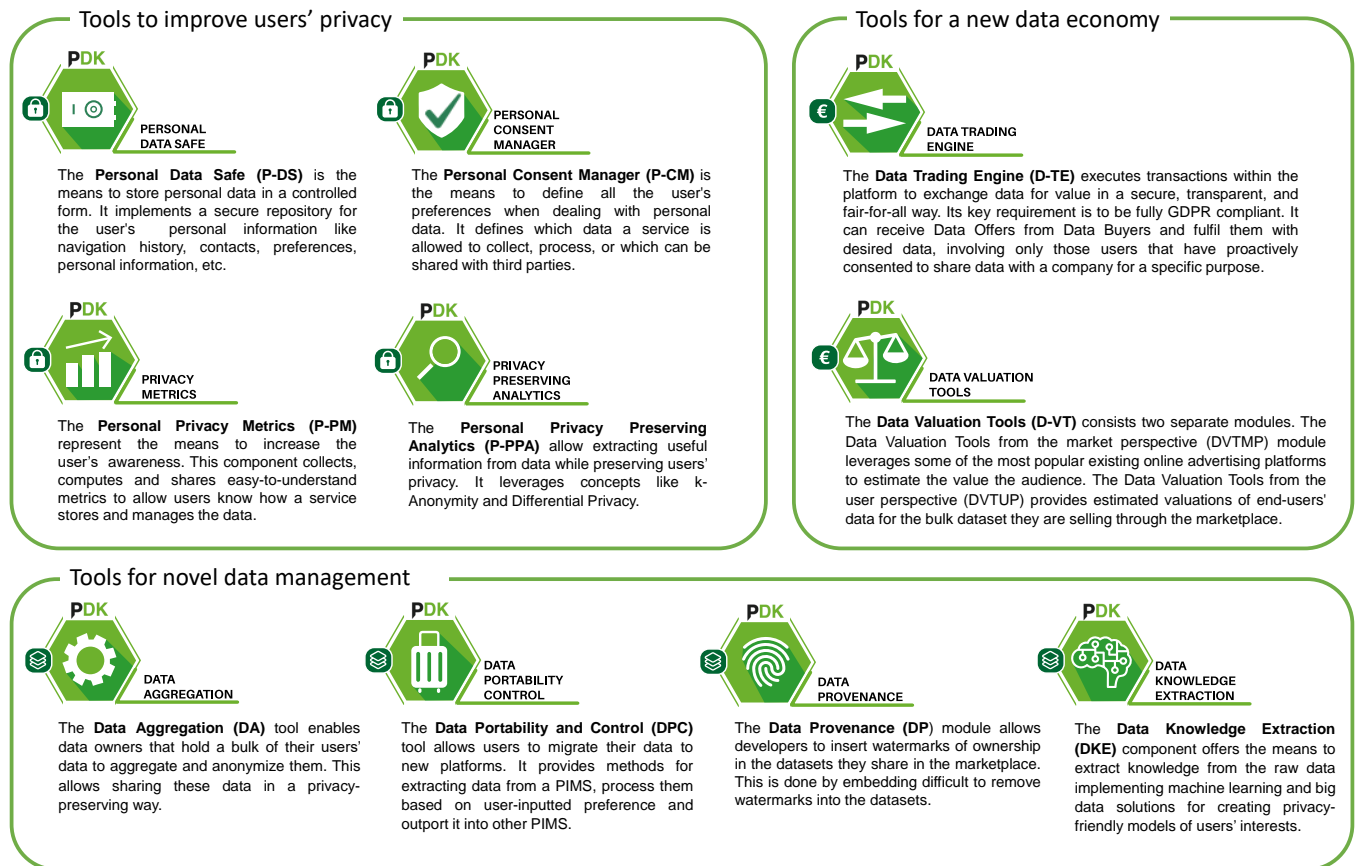 Tools to improve users' privacy
PDK
PERSONAL
DATA SAFE
The Personal Data Safe (P-DS) is the
means to store personal data in a controlled
form. It implements a secure repository for
the user's personal information like
navigation history, contacts, preferences,
personal information, etc.
PDK
PERSONAL
CONSENT
MANAGER
The Personal Consent Manager (P-CM) is
the means to define all the user's
preferences when dealing with personal
data. It defines which data a service is
allowed to collect, process, or which can be
shared with third parties.
PDK
PRIVACY
METRICS
The Personal Privacy Metrics (P-PM)
represent the means to increase the
user's awareness. This component collects,
computes and shares easy-to-understand
metrics to allow users know how a service
stores and manages the data.
PDK
PRIVACY
PRESERVING
ANALYTICS
The Personal Privacy Preserving
Analytics (P-PPA) allow extracting useful
information from data while preserving users'
privacy. It leverages concepts like k-
Anonymity and Differential Privacy.
Tools for a new data economy
PDK
€
DATA TRADING
ENGINE
The Data Trading Engine (D-TE) executes transactions within the
platform to exchange data for value in a secure, transparent, and
fair-for-all way. Its key requirement is to be fully GDPR compliant. It
can receive Data Offers from Data Buyers and fulfil them with
desired data, involving only those users that have proactively
consented to share data with a company for a specific purpose.
PDK
€
DATA VALUATION
TOOLS
The Data Valuation Tools (D-VT) consists two separate modules. The
Data Valuation Tools from the market perspective (DVTMP) module
leverages some of the most popular existing online advertising platforms
to estimate the value the audience. The Data Valuation Tools from the
user perspective (DVTUP) provides estimated valuations of end-users'
data for the bulk dataset they are selling through the marketplace.
Tools for novel data management
PDK
DATA
AGGREGATION
The Data Aggregation (DA) tool enables
data owners that hold a bulk of their users'
data to aggregate and anonymize them. This
allows sharing these data in a privacy-
preserving way.
PDK
DATA
PORTABILITY
CONTROL
The Data Portability and Control (DPC)
tool allows users to migrate their data to
new platforms. It provides methods for
extracting data from a PIMS, process them
based on user-inputted preference and
outport it into other PIMS.
PDK
DATA
PROVENANCE
The Data Provenance (DP) module allows
developers to insert watermarks of ownership
in the datasets they share in the marketplace.
This is done by embedding difficult to remove
watermarks into the datasets.
PDK
DATA
KNOWLEDGE
EXTRACTION
The Data Knowledge Extraction
(DKE) component offers the means to
extract knowledge from the raw data
implementing machine learning and big
data solutions for creating privacy-
friendly models of users' interests.